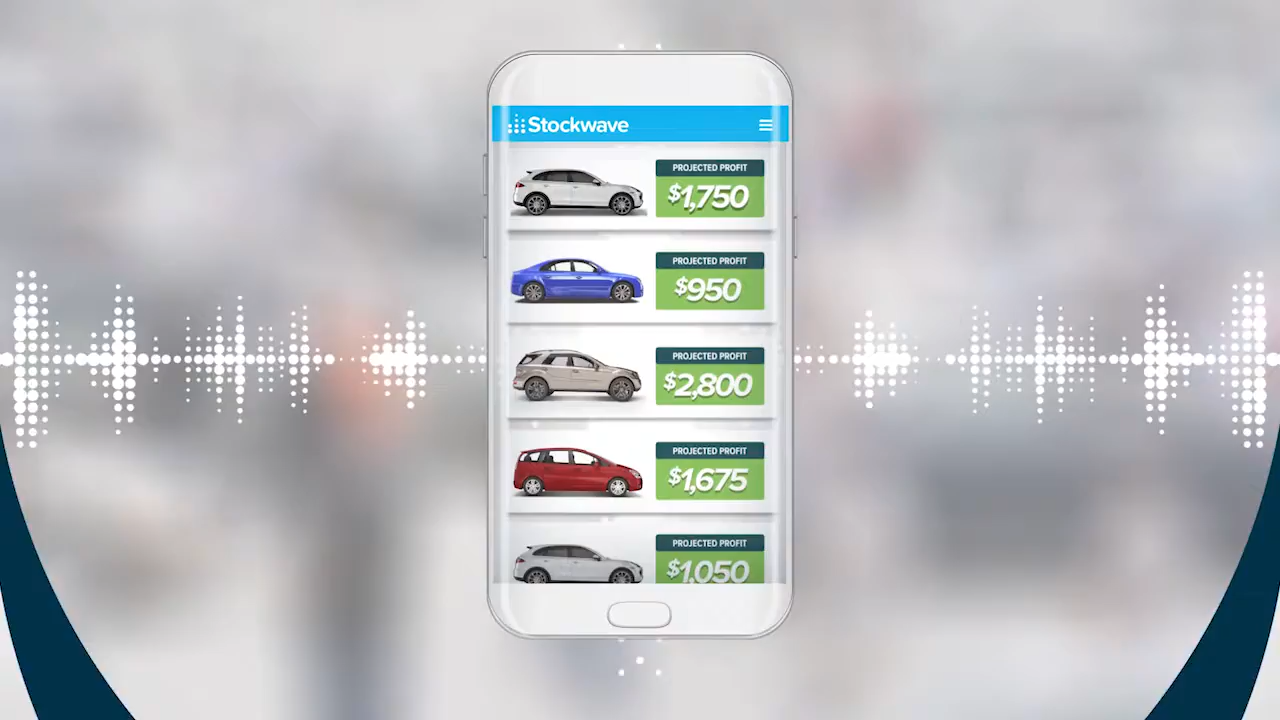 Stockwave
PROJECTED PROFIT
$1,750
PROJECTED PROFIT
$950
PROJECTED PROFIT
$2,800
PROJECTED PROFIT
$1,675
PROJECTED PROFIT
$1,050